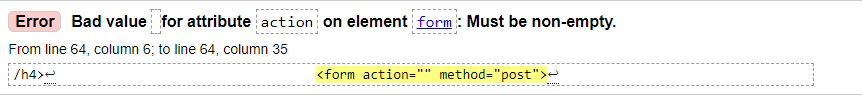 Error Bad value for attribute action on element form: Must be non-empty.
From line 64, column 6; to line 64, column 35
/h4>↩ <form action="" method="post">↩